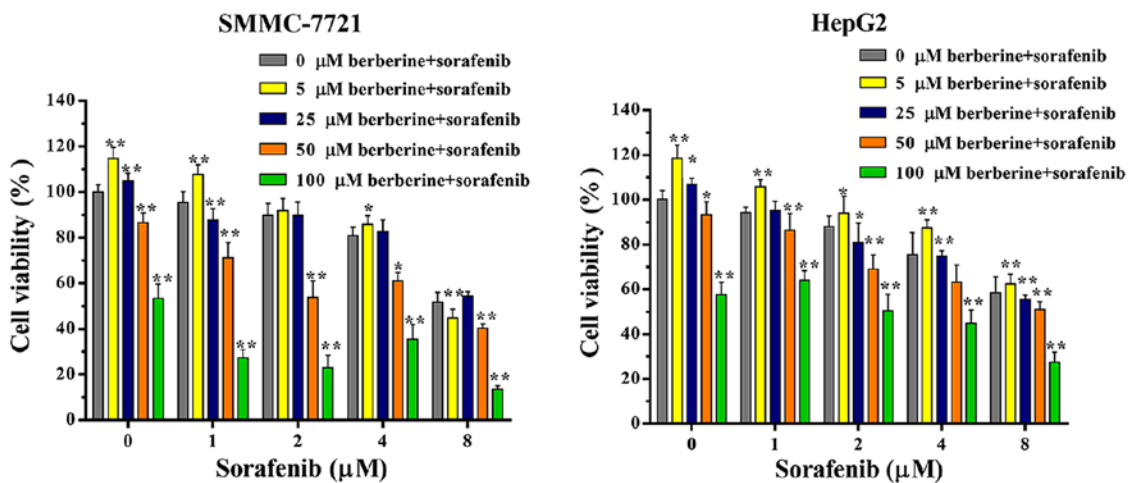 SMMC-7721
0 μM berberine+sorafenib
5 μM berberine+sorafenib
25 μM berberine+sorafenib
50 μM berberine+sorafenib
100 μM berberine+sorafenib
Cell viability (%)
140
120
100
80
60
40
20
0
** ** **
** ** **
** **
** **
* * **
** ** **
0 1 2 4 8
Sorafenib (μM)
HepG2
0 μM berberine+sorafenib
5 μM berberine+sorafenib
25 μM berberine+sorafenib
50 μM berberine+sorafenib
100 μM berberine+sorafenib
Cell viability (%)
140
120
100
80
60
40
20
0
** * * **
** ** **
* * ** **
** ** **
** ** ** **
0 1 2 4 8
Sorafenib (μM)